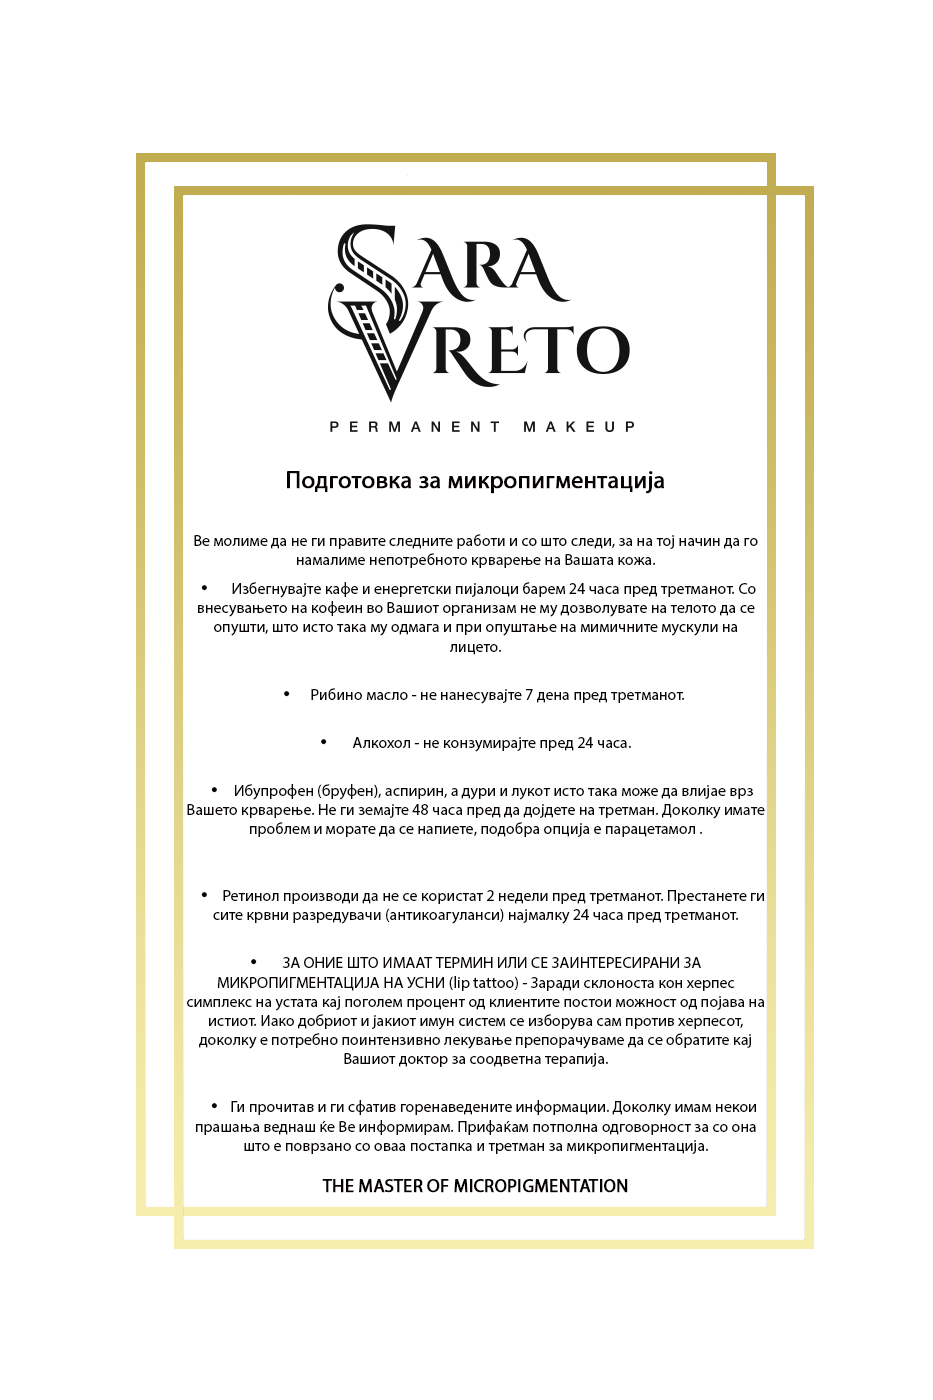 SARA
VRETO
PERMANENT MAKEUP
Подготовка за микропигментација
Ве молиме да не ги правите следните работи и со што следи, за на тој начин да го
намалиме непотребното крварење на Вашата кожа.
• Избегнувајте кафе и енергетски пијалоци барем 24 часа пред третманот. Со
внесувањето на кофеин во Вашиот организам не му дозволувате на телото да се
опушти, што исто така му одмага и при опуштање на мимичните мускули на
лицето.
• Рибино масло - не нанесувајте 7 дена пред третманот.
• Алкохол - не конзумирајте пред 24 часа.
• Ибупрофен (бруфен), аспирин, а дури и лукот исто така може да влијае врз
Вашето крварење. Не ги земајте 48 часа пред да дојдете на третман. Доколку имате
проблем и морате да се напиете, подобра опција е парацетамол .
• Ретинол производи да не се користат 2 недели пред третманот. Престанете ги
сите крвни разредувачи (антикоагуланси) најмалку 24 часа пред третманот.
• ЗА ОНИЕ ШТО ИМААТ ТЕРМИН ИЛИ СЕ ЗАИНТЕРЕСИРАНИ ЗА
МИКРОПИГМЕНТАЦИЈА НА УСНИ (lip tattoo) - Заради склоноста кон херпес
симплекс на устата кај поголем процент од клиентите постои можност од појава на
истиот. Иако добриот и јакиот имун систем се изборува сам против херпесот,
доколку е потребно поинтензивно лекување препорачуваме да се обратите кај
Вашиот доктор за соодветна терапија.
• Ги прочитав и ги сфатив горенаведените информации. Доколку имам некои
прашања веднаш ќе Ве информирам. Прифаќам потполна одговорност за со она
што е поврзано со оваа постапка и третман за микропигментација.
THE MASTER OF MICROPIGMENTATION